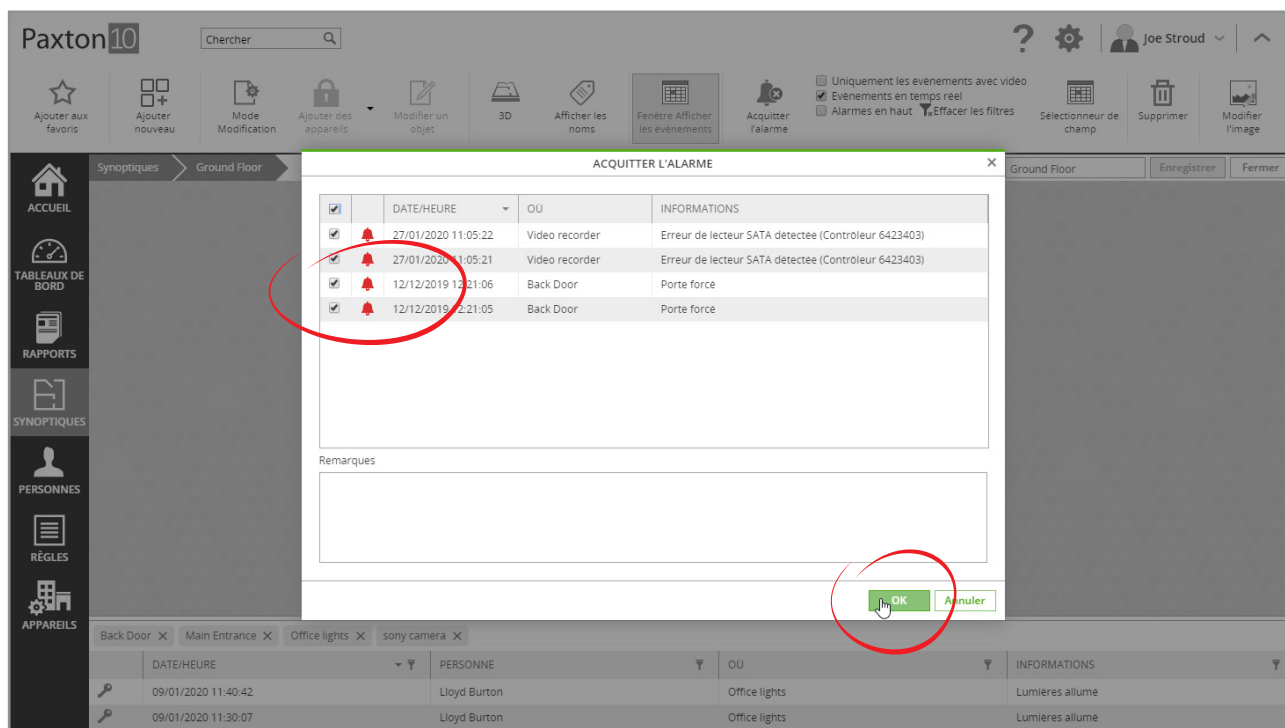 Paxton10
Chercher
Joe Stroud
Ajouter aux favoris
Ajouter nouveau
Mode Modification
Ajouter des appareils
Modifier un objet
3D
Afficher les noms
Fenêtre Afficher les événements
Acquitter l'alarme
Uniquement les événements avec vidéo
Evenements en temps réel
Alarmes en haut
Effacer les filtres
Sélectionneur de champ
Supprimer
Modifier l'image
Synoptiques
Ground Floor
ACQUITTER L'ALARME
Ground Floor
Enregistrer
Fermer
ACCUEIL
TABLEAUX DE BORD
RAPPORTS
SYNOPTIQUES
PERSONNES
RÈGLES
APPAREILS
DATE/HEURE OÙ INFORMATIONS
27/01/2020 11:05:22 Video recorder Erreur de lecteur SATA détectée (Contrôleur 6423403)
27/01/2020 11:05:21 Video recorder Erreur de lecteur SATA détectée (Contrôleur 6423403)
12/12/2019 12:21:06 Back Door Porte forcé
12/12/2019 12:21:05 Back Door Porte forcé
Remarques
OK
Annuler
Back Door X Main Entrance X Office lights X sony camera X
DATE/HEURE PERSONNE OÙ INFORMATIONS
09/01/2020 11:40:42 Lloyd Burton Office lights Lumières allumé
09/01/2020 11:30:07 Lloyd Burton Office lights Lumières allumé